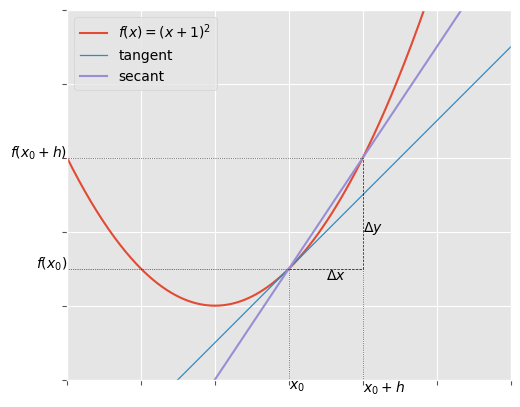 f(x) = (x + 1)²
tangent
secant
f(x₀ + h)
Δy
f(x₀)
Δx
x₀
x₀ + h